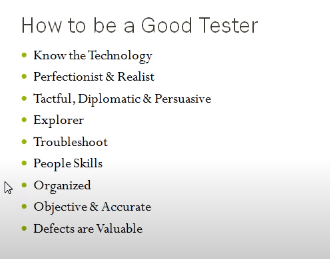 How to be a Good Tester
Know the Technology
Perfectionist & Realist
Tactful, Diplomatic & Persuasive
Explorer
Troubleshoot
People Skills
Organized
Objective & Accurate
Defects are Valuable